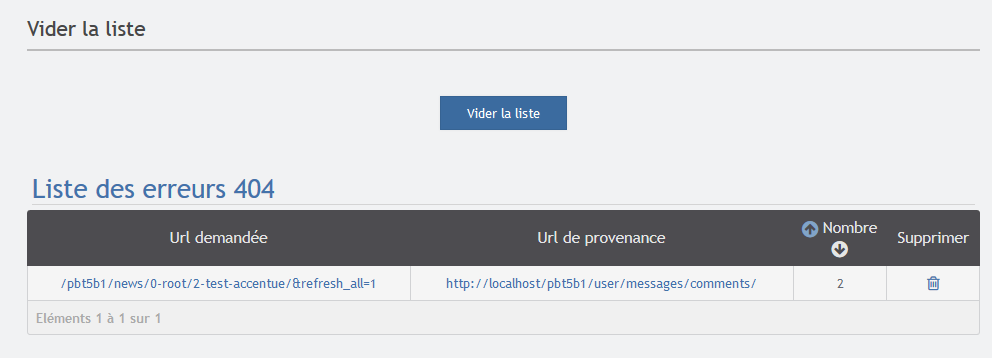 Vider la liste
Vider la liste
Liste des erreurs 404
Url demandée Url de provenance Nombre Supprimer
/pbt5b1/news/0-root/2-test-accentue/&refresh_all=1 http://localhost/pbt5b1/user/messages/comments/ 2
Eléments 1 à 1 sur 1